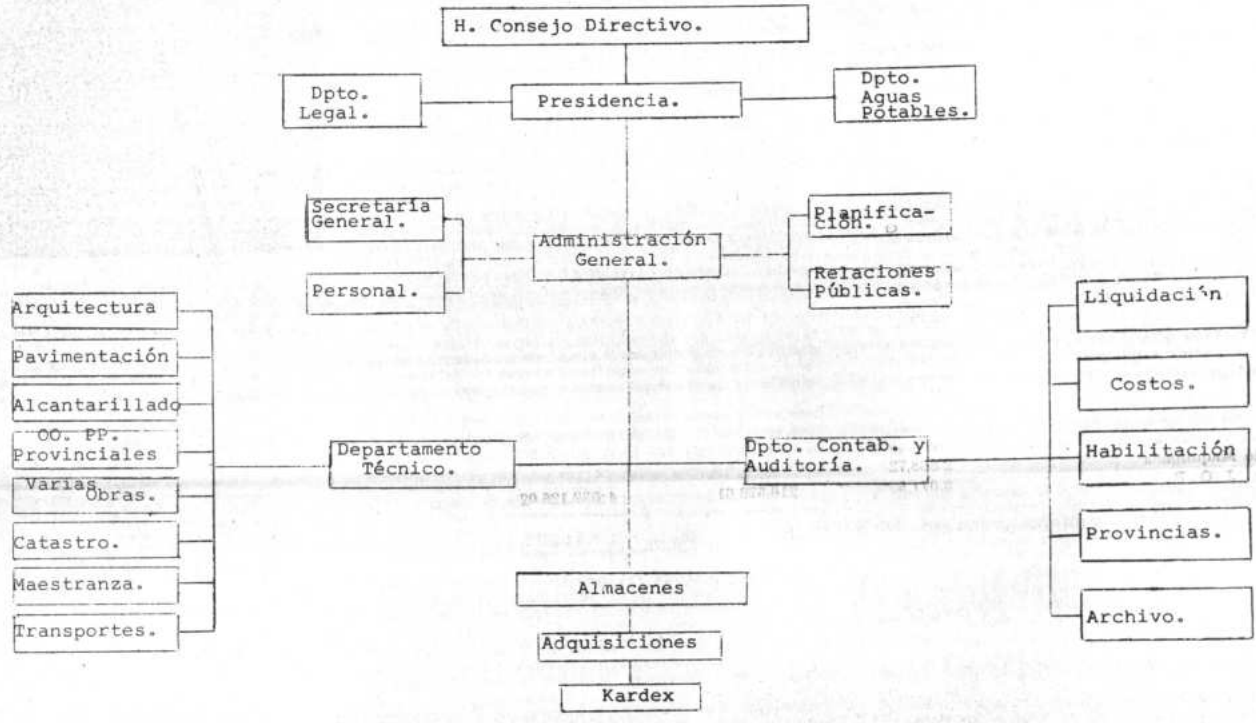 H. Consejo Directivo.
Dpto.
Legal.
Presidencia.
Dpto.
Aguas
Potables.
Secretaría
General.
Personal.
Administración
General.
Planifica-
ción.
Relaciones
Públicas.
Arquitectura
Pavimentación
Alcantarillado
OO. PP.
Provinciales
Varias
Obras.
Catastro.
Maestranza.
Transportes.
Departamento
Técnico.
Dpto. Contab. y
Auditoría.
Liquidación
Costos.
Habilitación
Provincias.
Archivo.
Almacenes
Adquisiciones
Kardex